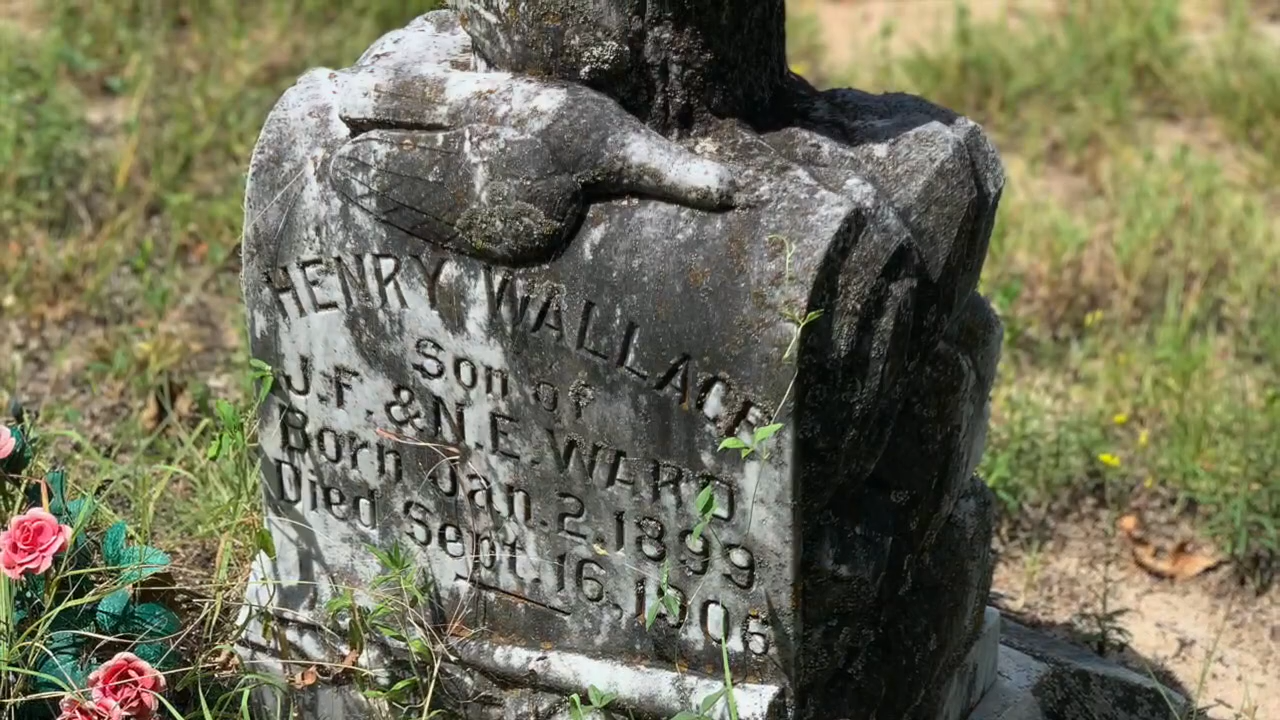 HENRY WALLACE
Son of
J.F. & N.E. WARD
Born Jan. 2. 1899
Died Sept. 16, 1906